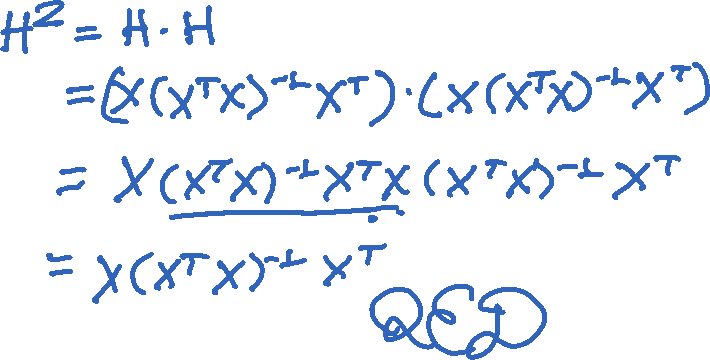 H² = H · H
= (X(XᵀX)⁻¹Xᵀ) · (X(XᵀX)⁻¹Xᵀ)
= X(XᵀX)⁻¹XᵀX(XᵀX)⁻¹Xᵀ
= X(XᵀX)⁻¹Xᵀ
QED